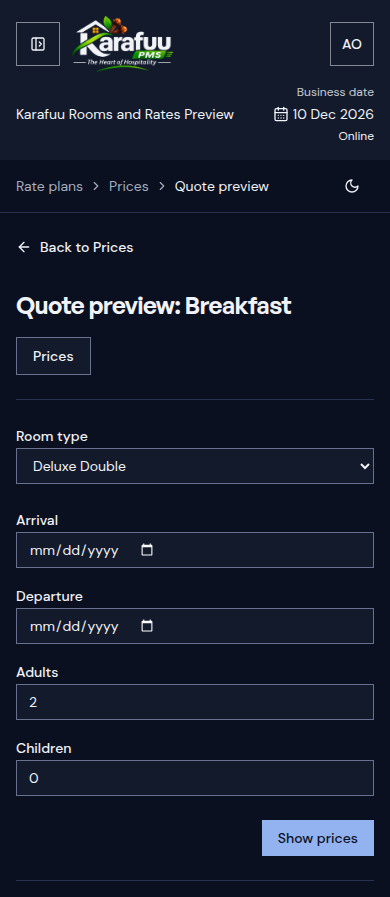 Karafuu
PMS
The Heart of Hospitality
AO
Business date
Karafuu Rooms and Rates Preview
10 Dec 2026
Online
Rate plans > Prices > Quote preview
Back to Prices
Quote preview: Breakfast
Prices
Room type
Deluxe Double
Arrival
mm/dd/yyyy
Departure
mm/dd/yyyy
Adults
2
Children
0
Show prices